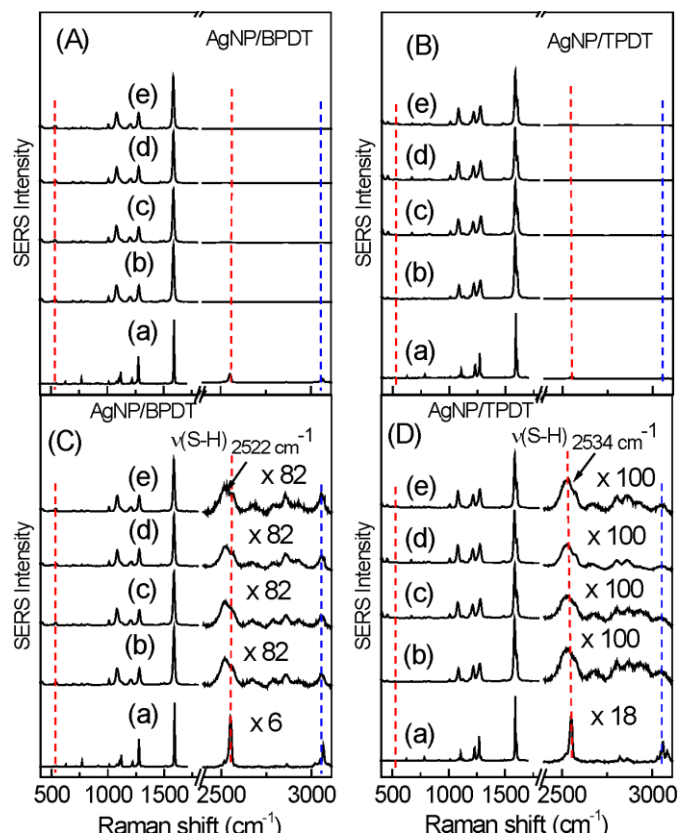 (A)
AgNP/BPDT
(e)
(d)
(c)
(b)
(a)
SERS Intensity
(B)
AgNP/TPDT
(e)
(d)
(c)
(b)
(a)
SERS Intensity
AgNP/BPDT
(C)
ν(S-H)
2522 cm⁻¹
(e)
x 82
(d)
x 82
(c)
x 82
(b)
x 82
(a)
x 6
SERS Intensity
500 1000 1500 2500 3000
Raman shift (cm⁻¹)
AgNP/TPDT
(D)
ν(S-H)
2534 cm⁻¹
(e)
x 100
(d)
x100
(c)
x100
x 100
(b)
(a)
x 18
SERS Intensity
500 1000 1500 2500 3000
Raman shift (cm⁻¹)